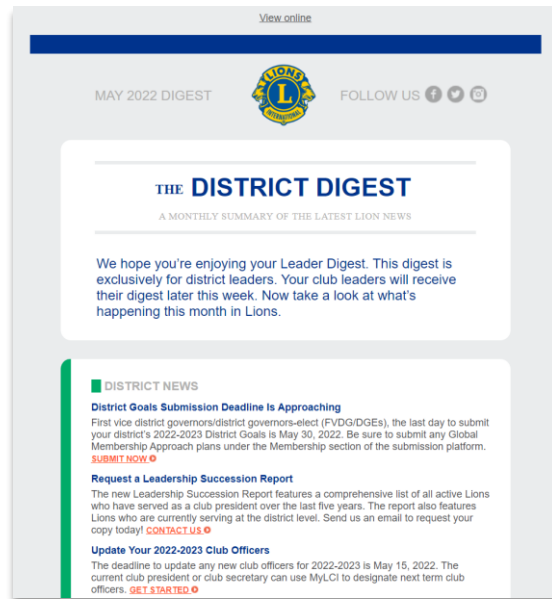 View online
MAY 2022 DIGEST
LIONS
L
INTERNATIONAL
FOLLOW US
THE DISTRICT DIGEST
A MONTHLY SUMMARY OF THE LATEST LION NEWS
We hope you're enjoying your Leader Digest. This digest is
exclusively for district leaders. Your club leaders will receive
their digest later this week. Now take a look at what's
happening this month in Lions.
DISTRICT NEWS
District Goals Submission Deadline Is Approaching
First vice district governors/district governors-elect (FVDG/DGEs), the last day to submit
your district's 2022-2023 District Goals is May 30, 2022. Be sure to submit any Global
Membership Approach plans under the Membership section of the submission platform.
SUBMIT NOW
Request a Leadership Succession Report
The new Leadership Succession Report features a comprehensive list of all active Lions
who have served as a club president over the last five years. The report also features
Lions who are currently serving at the district level. Send us an email to request your
copy today! CONTACT US
Update Your 2022-2023 Club Officers
The deadline to update any new club officers for 2022-2023 is May 15, 2022. The
current club president or club secretary can use MyLCI to designate next term club
officers. GET STARTED